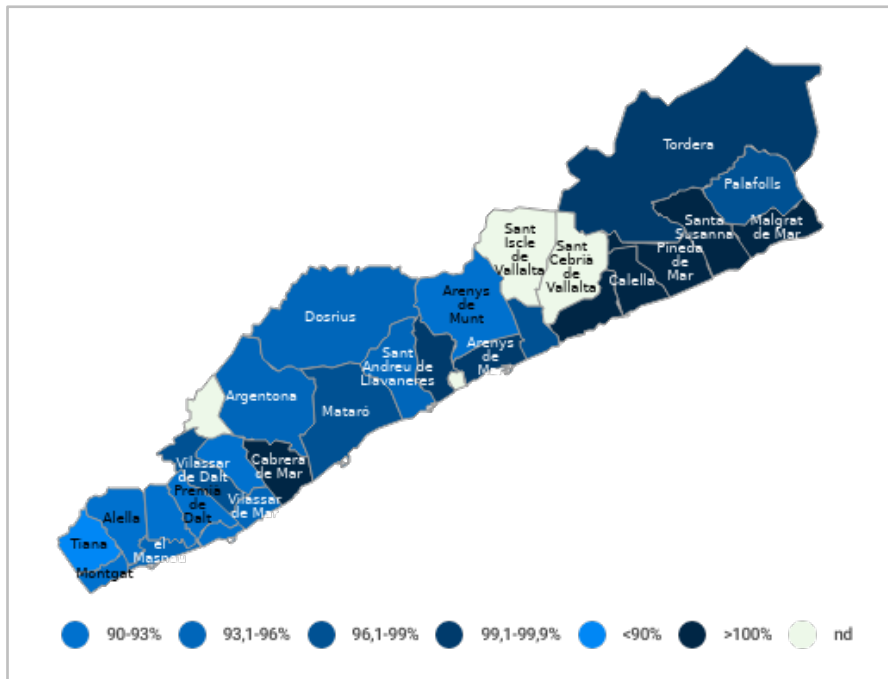 Tordera
Palafolls
Santa
Susanna
Malgrat
de Mar
Sant
Iscle
de
Vallalta
Sant
Cebrià
de
Vallalta
Pineda
de
Mar
Calella
Arenys
de
Munt
Dosrius
Arenys
de
Mar
Sant
Andreu de
Llavaneres
Argentona
Mataró
Cabrera
de Mar
Vilassar
de Dalt
Premià
de
Dalt
Vilassar
de Mar
Alella
el
Masnou
Tiana
Montgat
90-93% 93,1-96% 96,1-99% 99,1-99,9% <90% >100% nd